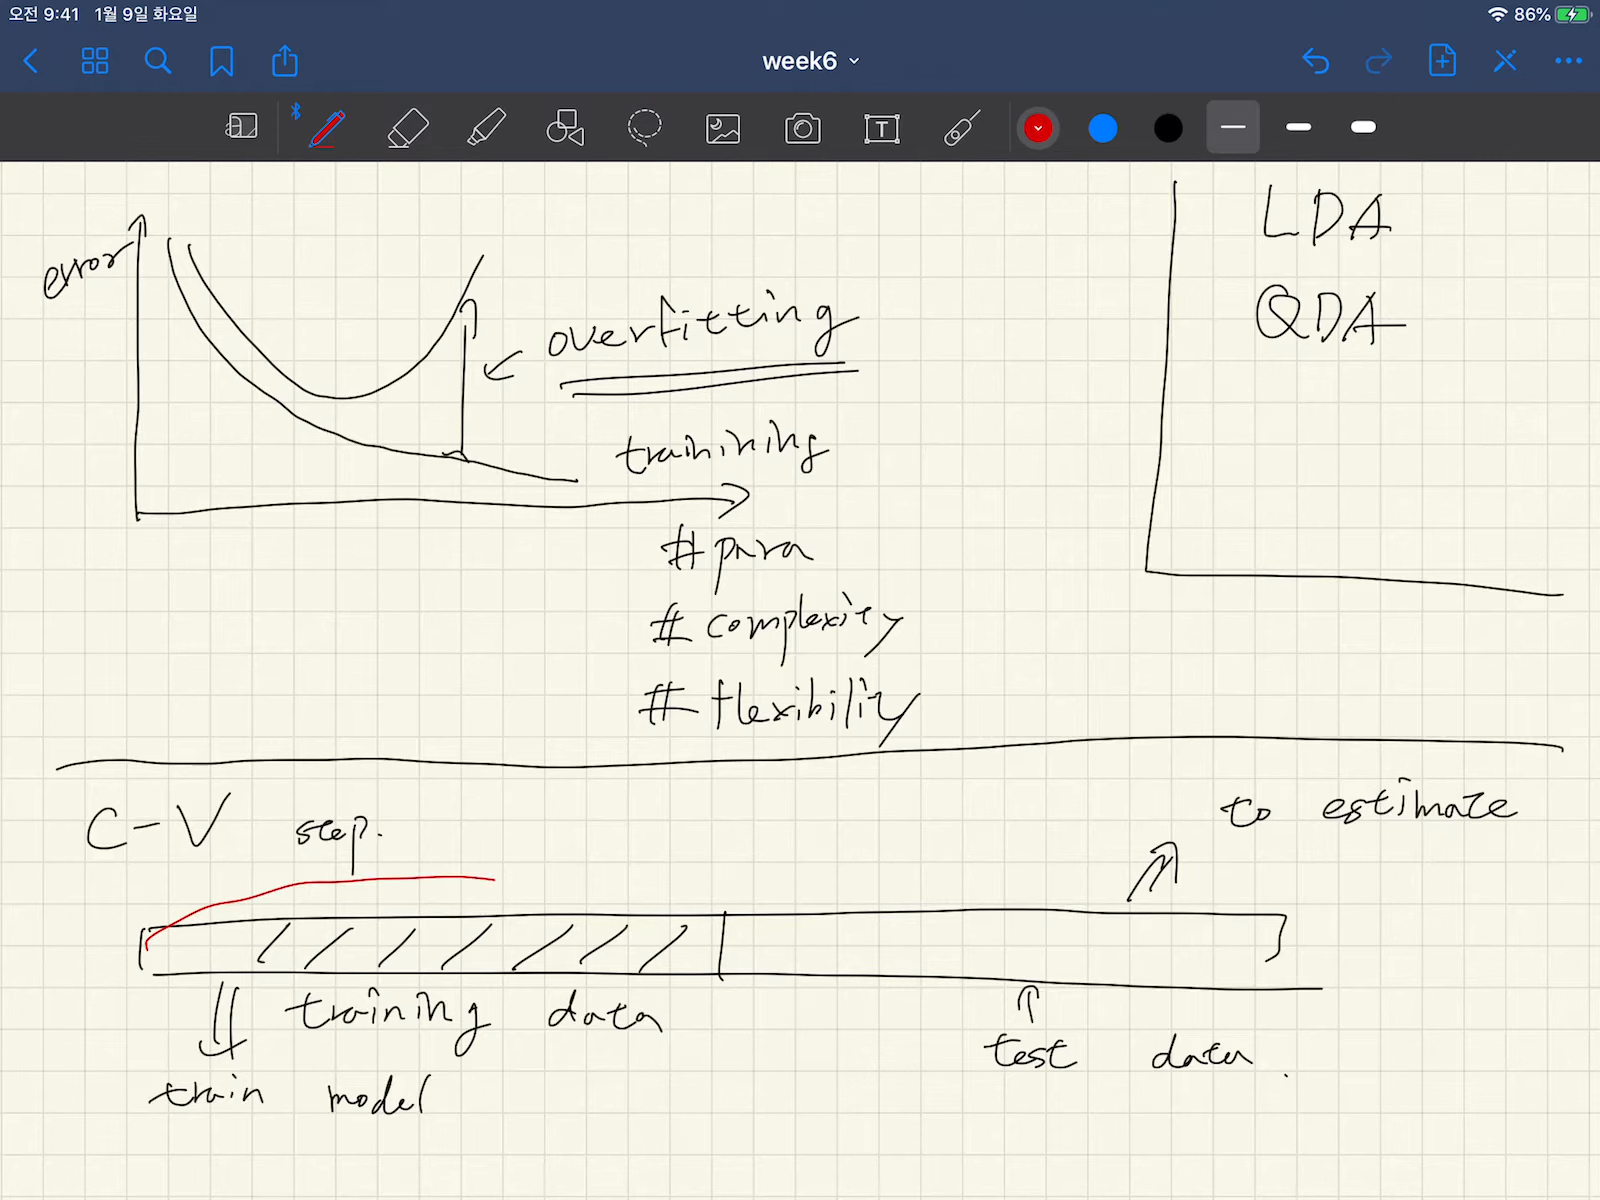 오전 9:41 1월 9일 화요일
86%
week6
T
error
overfitting
trainining
# para
# complexity
# flexibility
LDA
QDA
C-V step.
to estimate
training data
train model
test data.